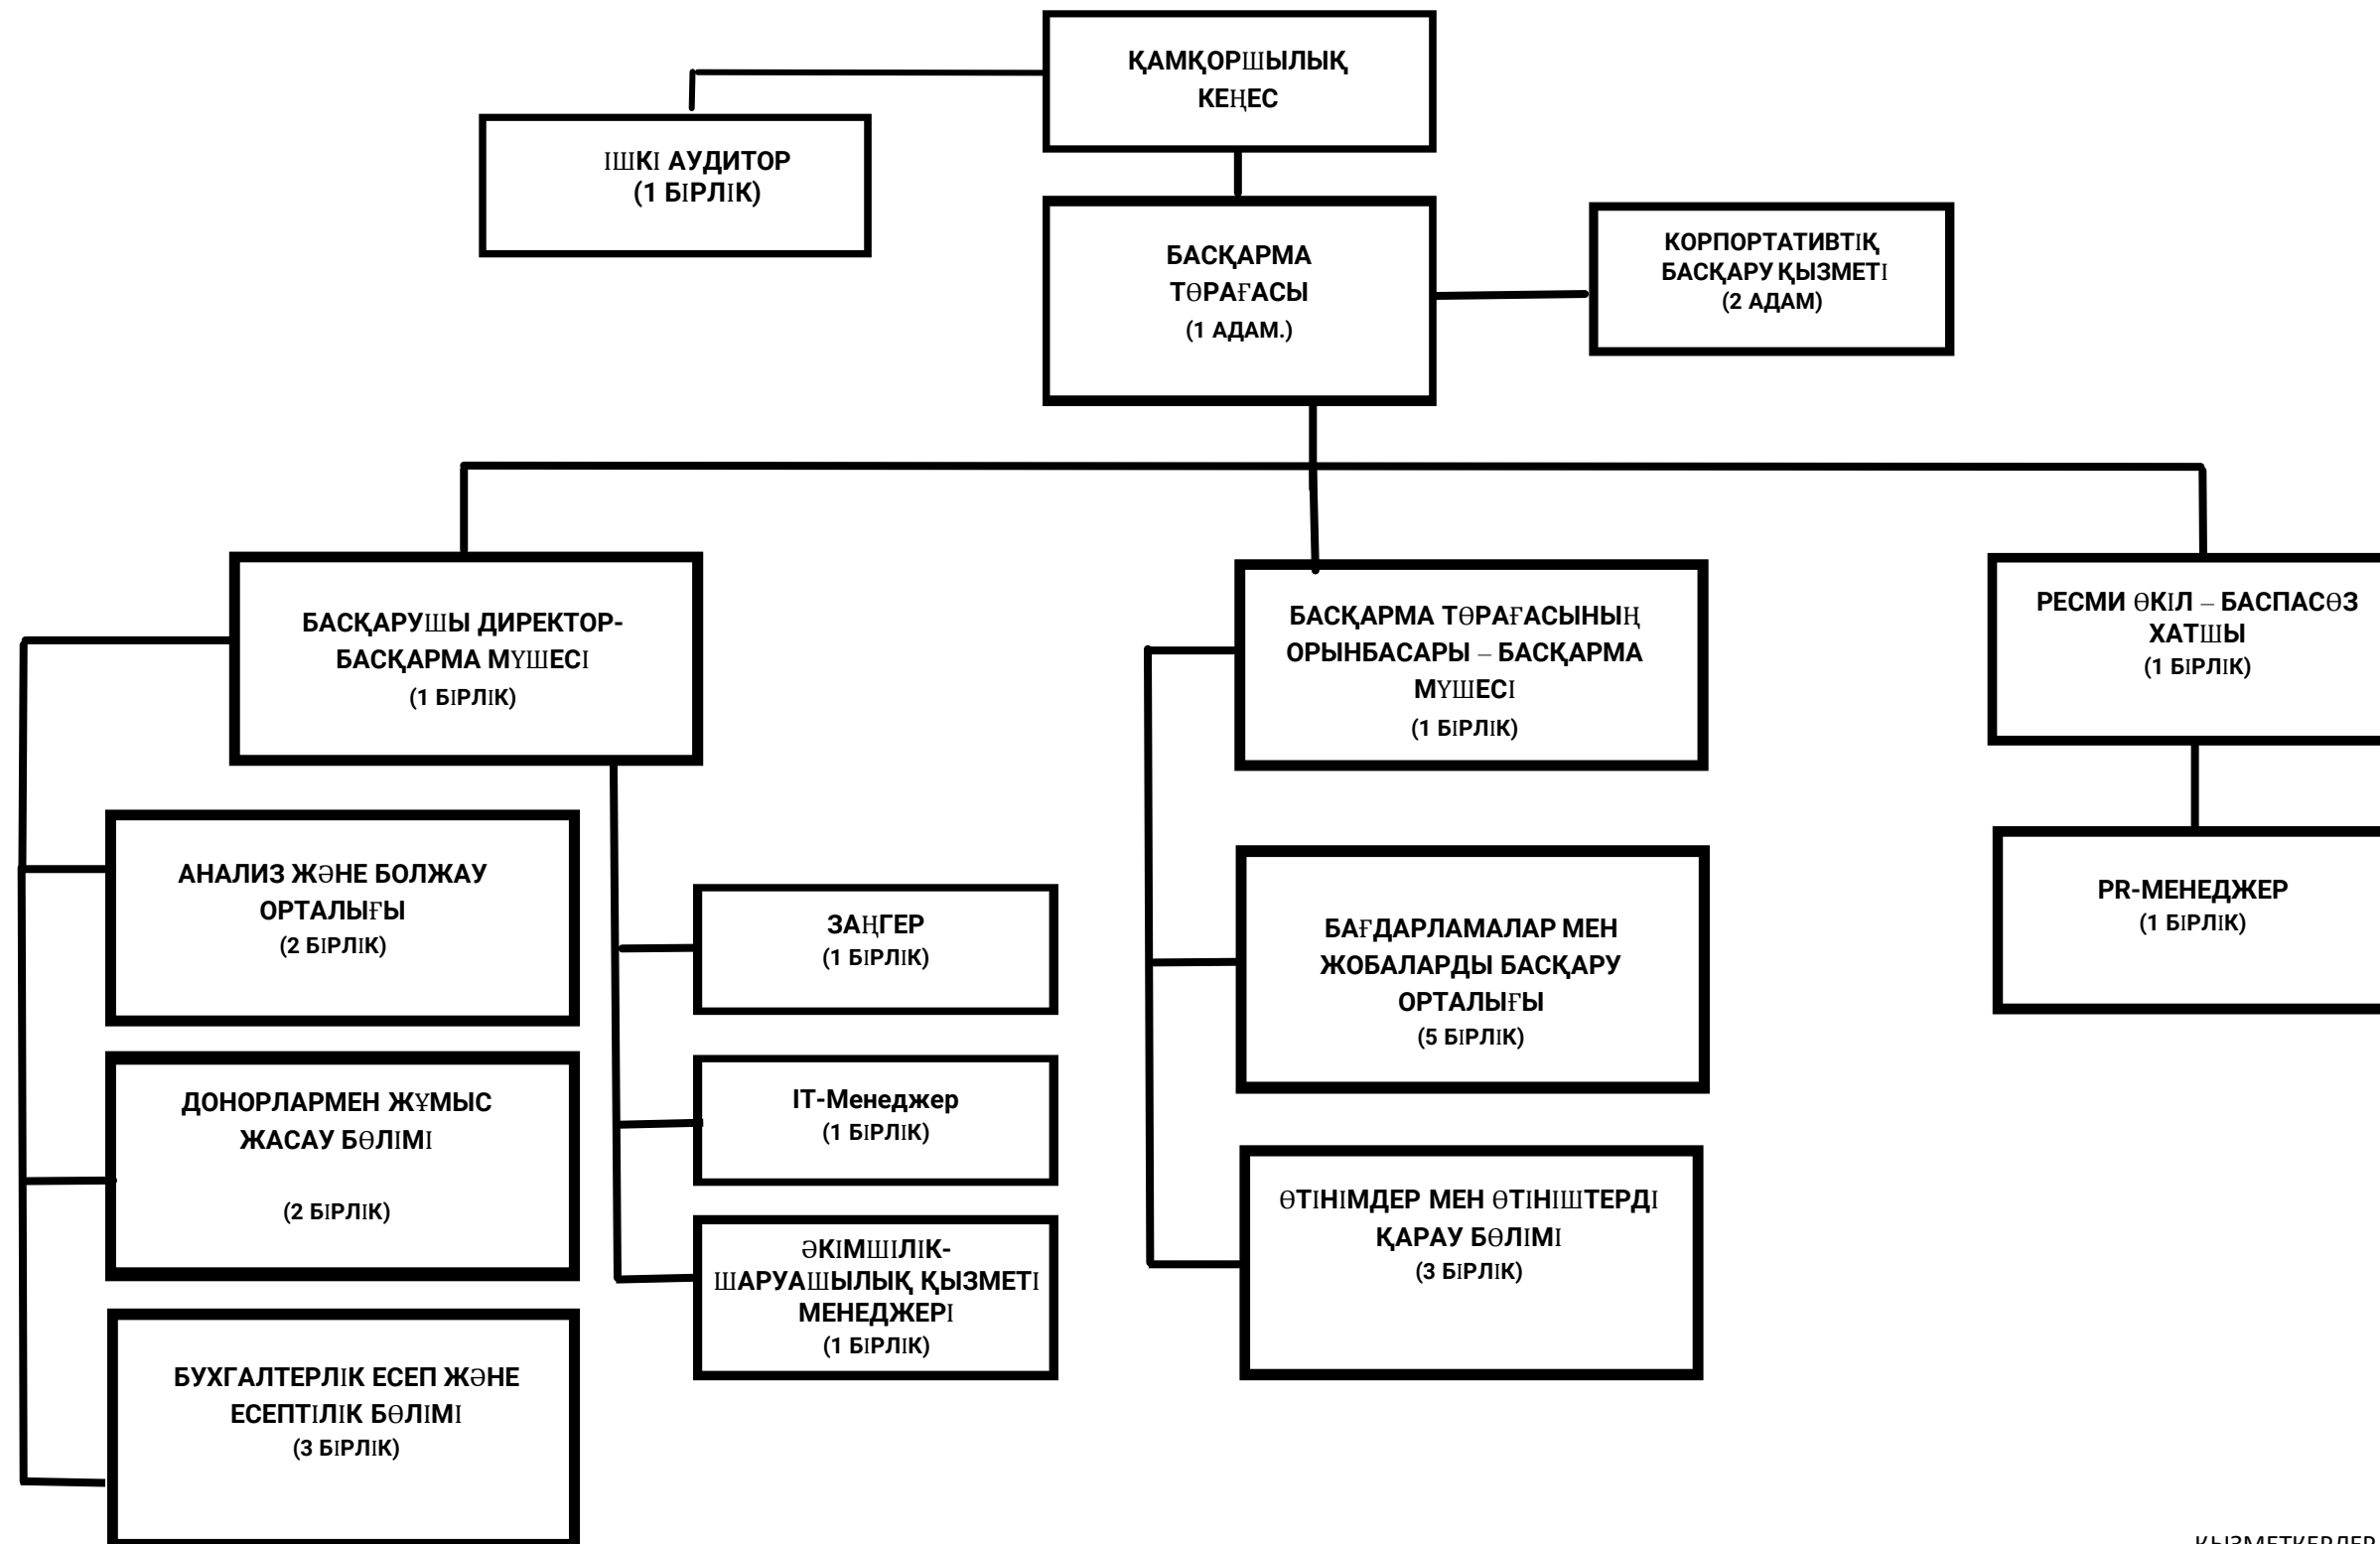 ҚАМҚОРШЫЛЫҚ
КЕҢЕС
ІШКІ АУДИТОР
(1 БІРЛІК)
БАСҚАРМА
ТӨРАҒАСЫ
(1 АДАМ.)
КОРПОРТАТИВТІҚ
БАСҚАРУ ҚЫЗМЕТІ
(2 АДАМ)
БАСҚАРУШЫ ДИРЕКТОР-
БАСҚАРМА МҮШЕСІ
(1 БІРЛІК)
БАСҚАРМА ТӨРАҒАСЫНЫҢ
ОРЫНБАСАРЫ – БАСҚАРМА
МҮШЕСІ
(1 БІРЛІК)
РЕСМИ ӨКІЛ – БАСПАСӨЗ
ХАТШЫ
(1 БІРЛІК)
АНАЛИЗ ЖӘНЕ БОЛЖАУ
ОРТАЛЫҒЫ
(2 БІРЛІК)
ДОНОРЛАРМЕН ЖҰМЫС
ЖАСАУ БӨЛІМІ
(2 БІРЛІК)
БУХГАЛТЕРЛІК ЕСЕП ЖӘНЕ
ЕСЕПТІЛІК БӨЛІМІ
(3 БІРЛІК)
ЗАҢГЕР
(1 БІРЛІК)
IT-Менеджер
(1 БІРЛІК)
ӘКІМШІЛІК-
ШАРУАШЫЛЫҚ ҚЫЗМЕТІ
МЕНЕДЖЕРІ
(1 БІРЛІК)
БАҒДАРЛАМАЛАР МЕН
ЖОБАЛАРДЫ БАСҚАРУ
ОРТАЛЫҒЫ
(5 БІРЛІК)
ӨТІНІМДЕР МЕН ӨТІНІШТЕРДІ
ҚАРАУ БӨЛІМІ
(3 БІРЛІК)
PR-МЕНЕДЖЕР
(1 БІРЛІК)